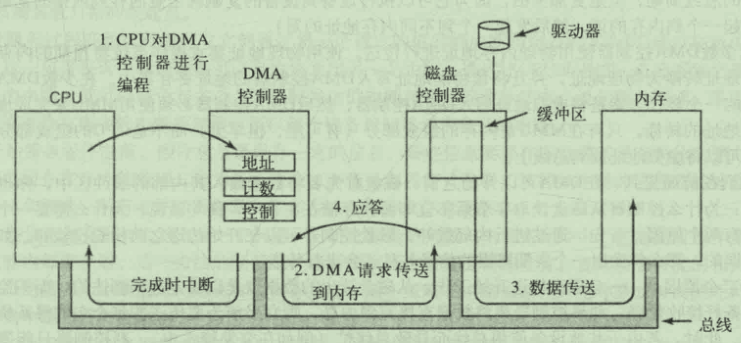 1. CPU对DMA
控制器进行
编程
CPU
DMA
控制器
磁盘
控制器
驱动器
缓冲区
内存
地址
计数
控制
4. 应答
完成时中断
2. DMA请求传送
到内存
3. 数据传送
总线